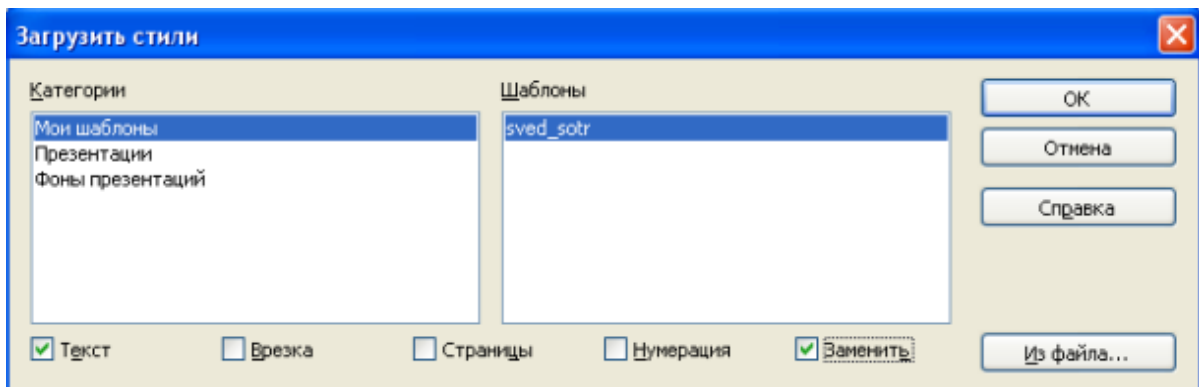 Загрузить стили
Категории
Шаблоны
Мои шаблоны
Презентации
Фоны презентаций
sved_sotr
ОК
Отмена
Справка
Текст
Врезка
Страницы
Нумерация
Заменить
Из файла...